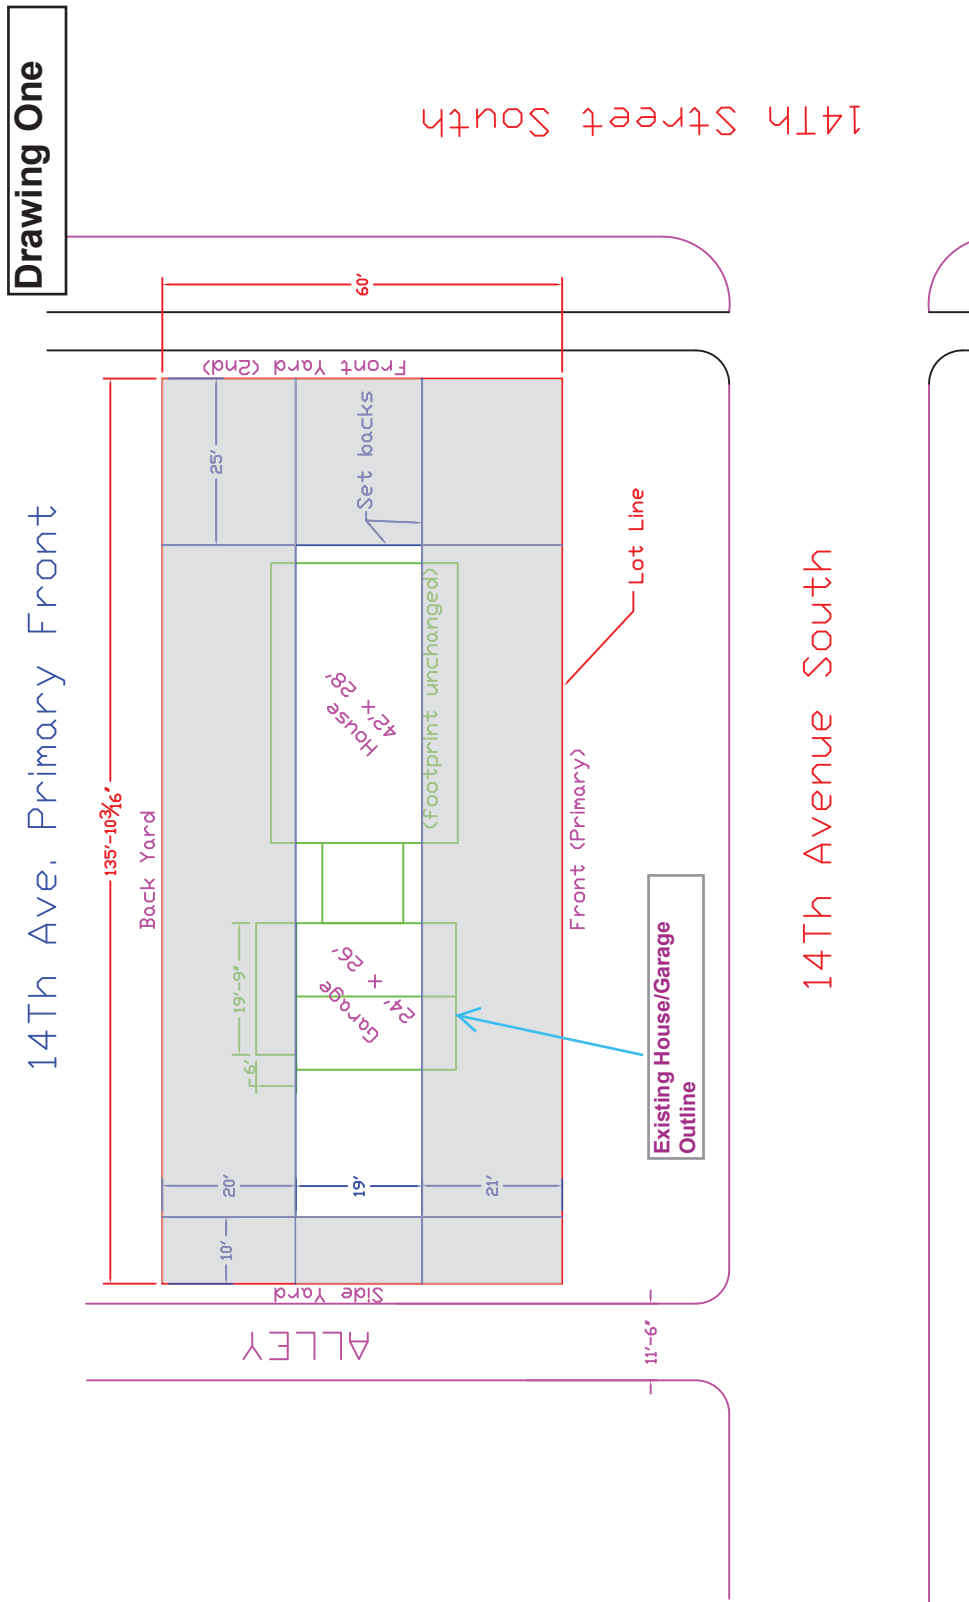 Drawing One
14Th Street South
14Th Ave. Primary Front
135'-10 3/16"
60'
Back Yard
Front Yard (2nd)
25'
Set backs
House
42' x 28'
(footprint unchanged)
Lot Line
Front (Primary)
Garage
24' x 26'
19'-9"
6'
20'
19'
21'
10'
Side Yard
Existing House/Garage
Outline
14Th Avenue South
ALLEY
11'-6"